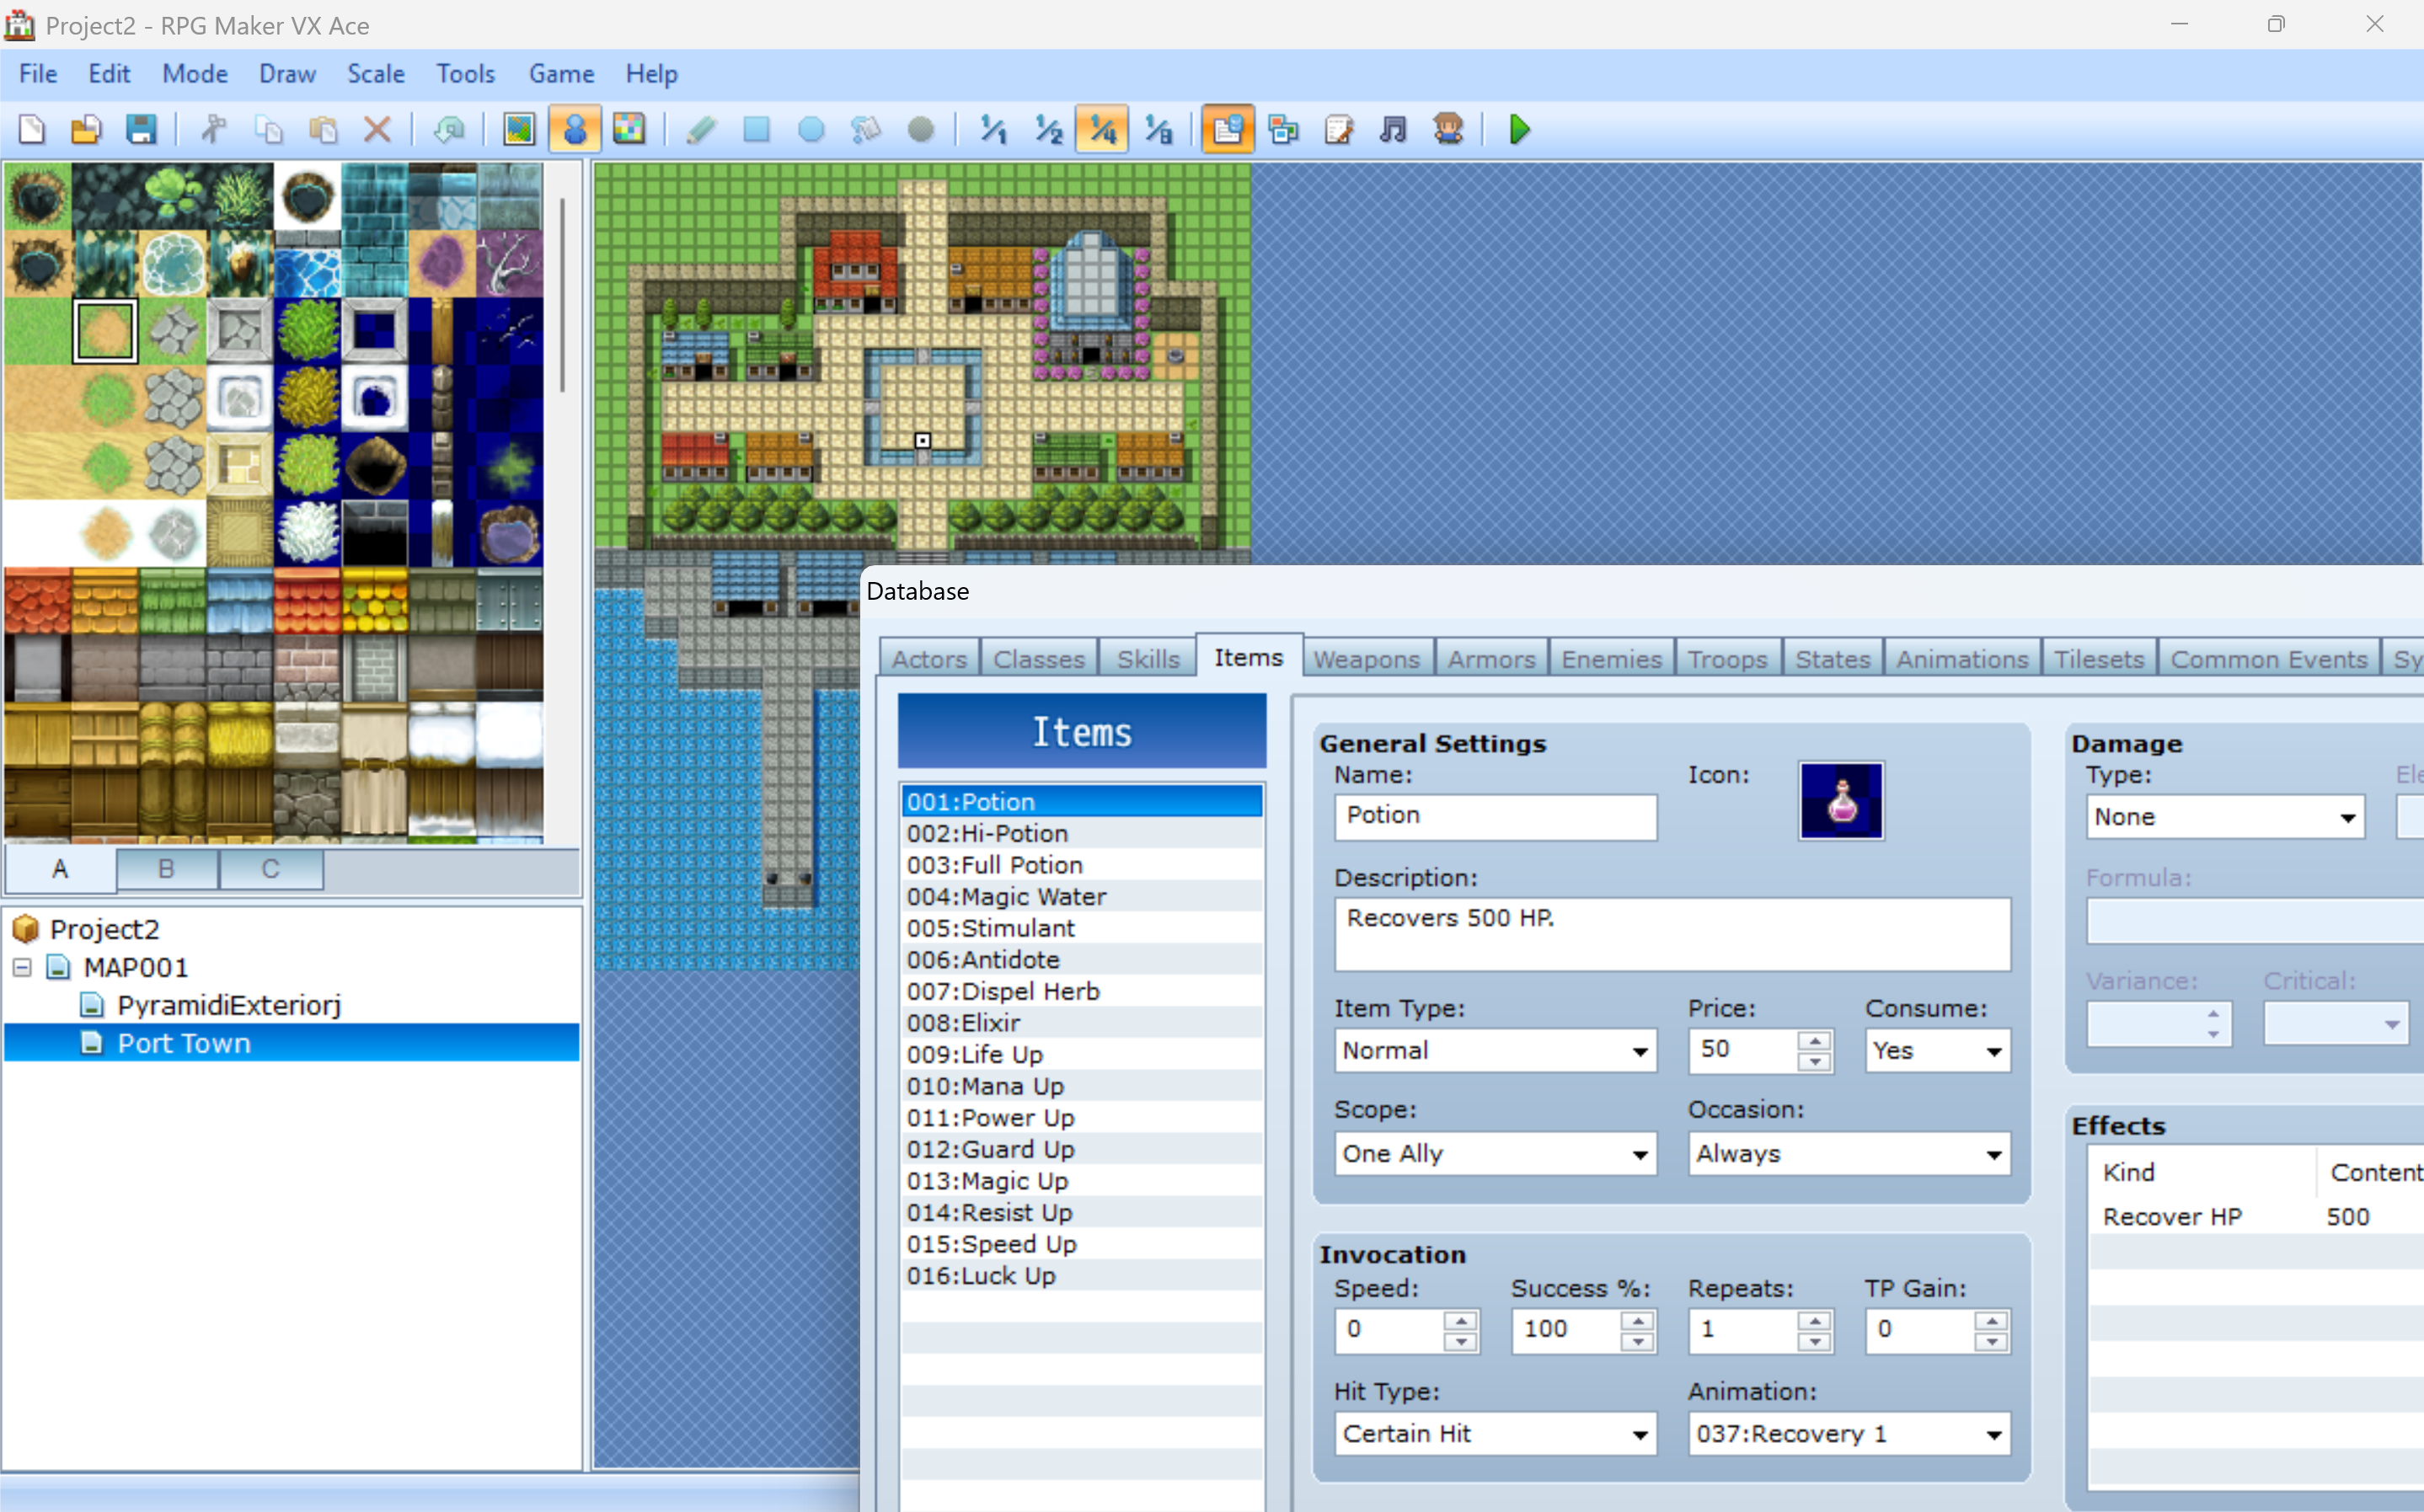 Project2 - RPG Maker VX Ace
File Edit Mode Draw Scale Tools Game Help
1/1 1/2 1/4 1/8
A B C
Project2
MAP001
PyramidiExteriorj
Port Town
Database
Actors Classes Skills Items Weapons Armors Enemies Troops States Animations Tilesets Common Events Sy
Items
001:Potion
002:Hi-Potion
003:Full Potion
004:Magic Water
005:Stimulant
006:Antidote
007:Dispel Herb
008:Elixir
009:Life Up
010:Mana Up
011:Power Up
012:Guard Up
013:Magic Up
014:Resist Up
015:Speed Up
016:Luck Up
General Settings
Name: Icon:
Potion
Description:
Recovers 500 HP.
Item Type: Price: Consume:
Normal 50 Yes
Scope: Occasion:
One Ally Always
Invocation
Speed: Success %: Repeats: TP Gain:
0 100 1 0
Hit Type: Animation:
Certain Hit 037:Recovery 1
Damage
Type: Ele
None
Formula:
Variance: Critical:
Effects
Kind Content
Recover HP 500